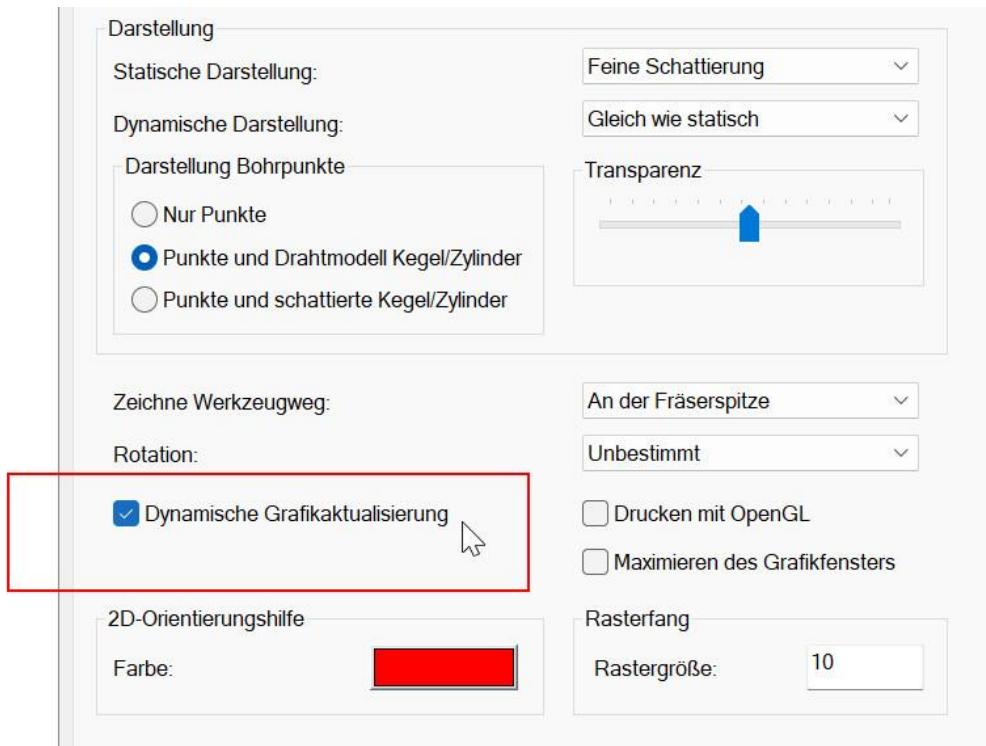 Darstellung
Statische Darstellung:
Feine Schattierung
Dynamische Darstellung:
Gleich wie statisch
Darstellung Bohrpunkte
Nur Punkte
Punkte und Drahtmodell Kegel/Zylinder
Punkte und schattierte Kegel/Zylinder
Transparenz
Zeichne Werkzeugweg:
An der Fräserspitze
Rotation:
Unbestimmt
Dynamische Grafikaktualisierung
Drucken mit OpenGL
Maximieren des Grafikfensters
2D-Orientierungshilfe
Farbe:
Rasterfang
Rastergröße:
10